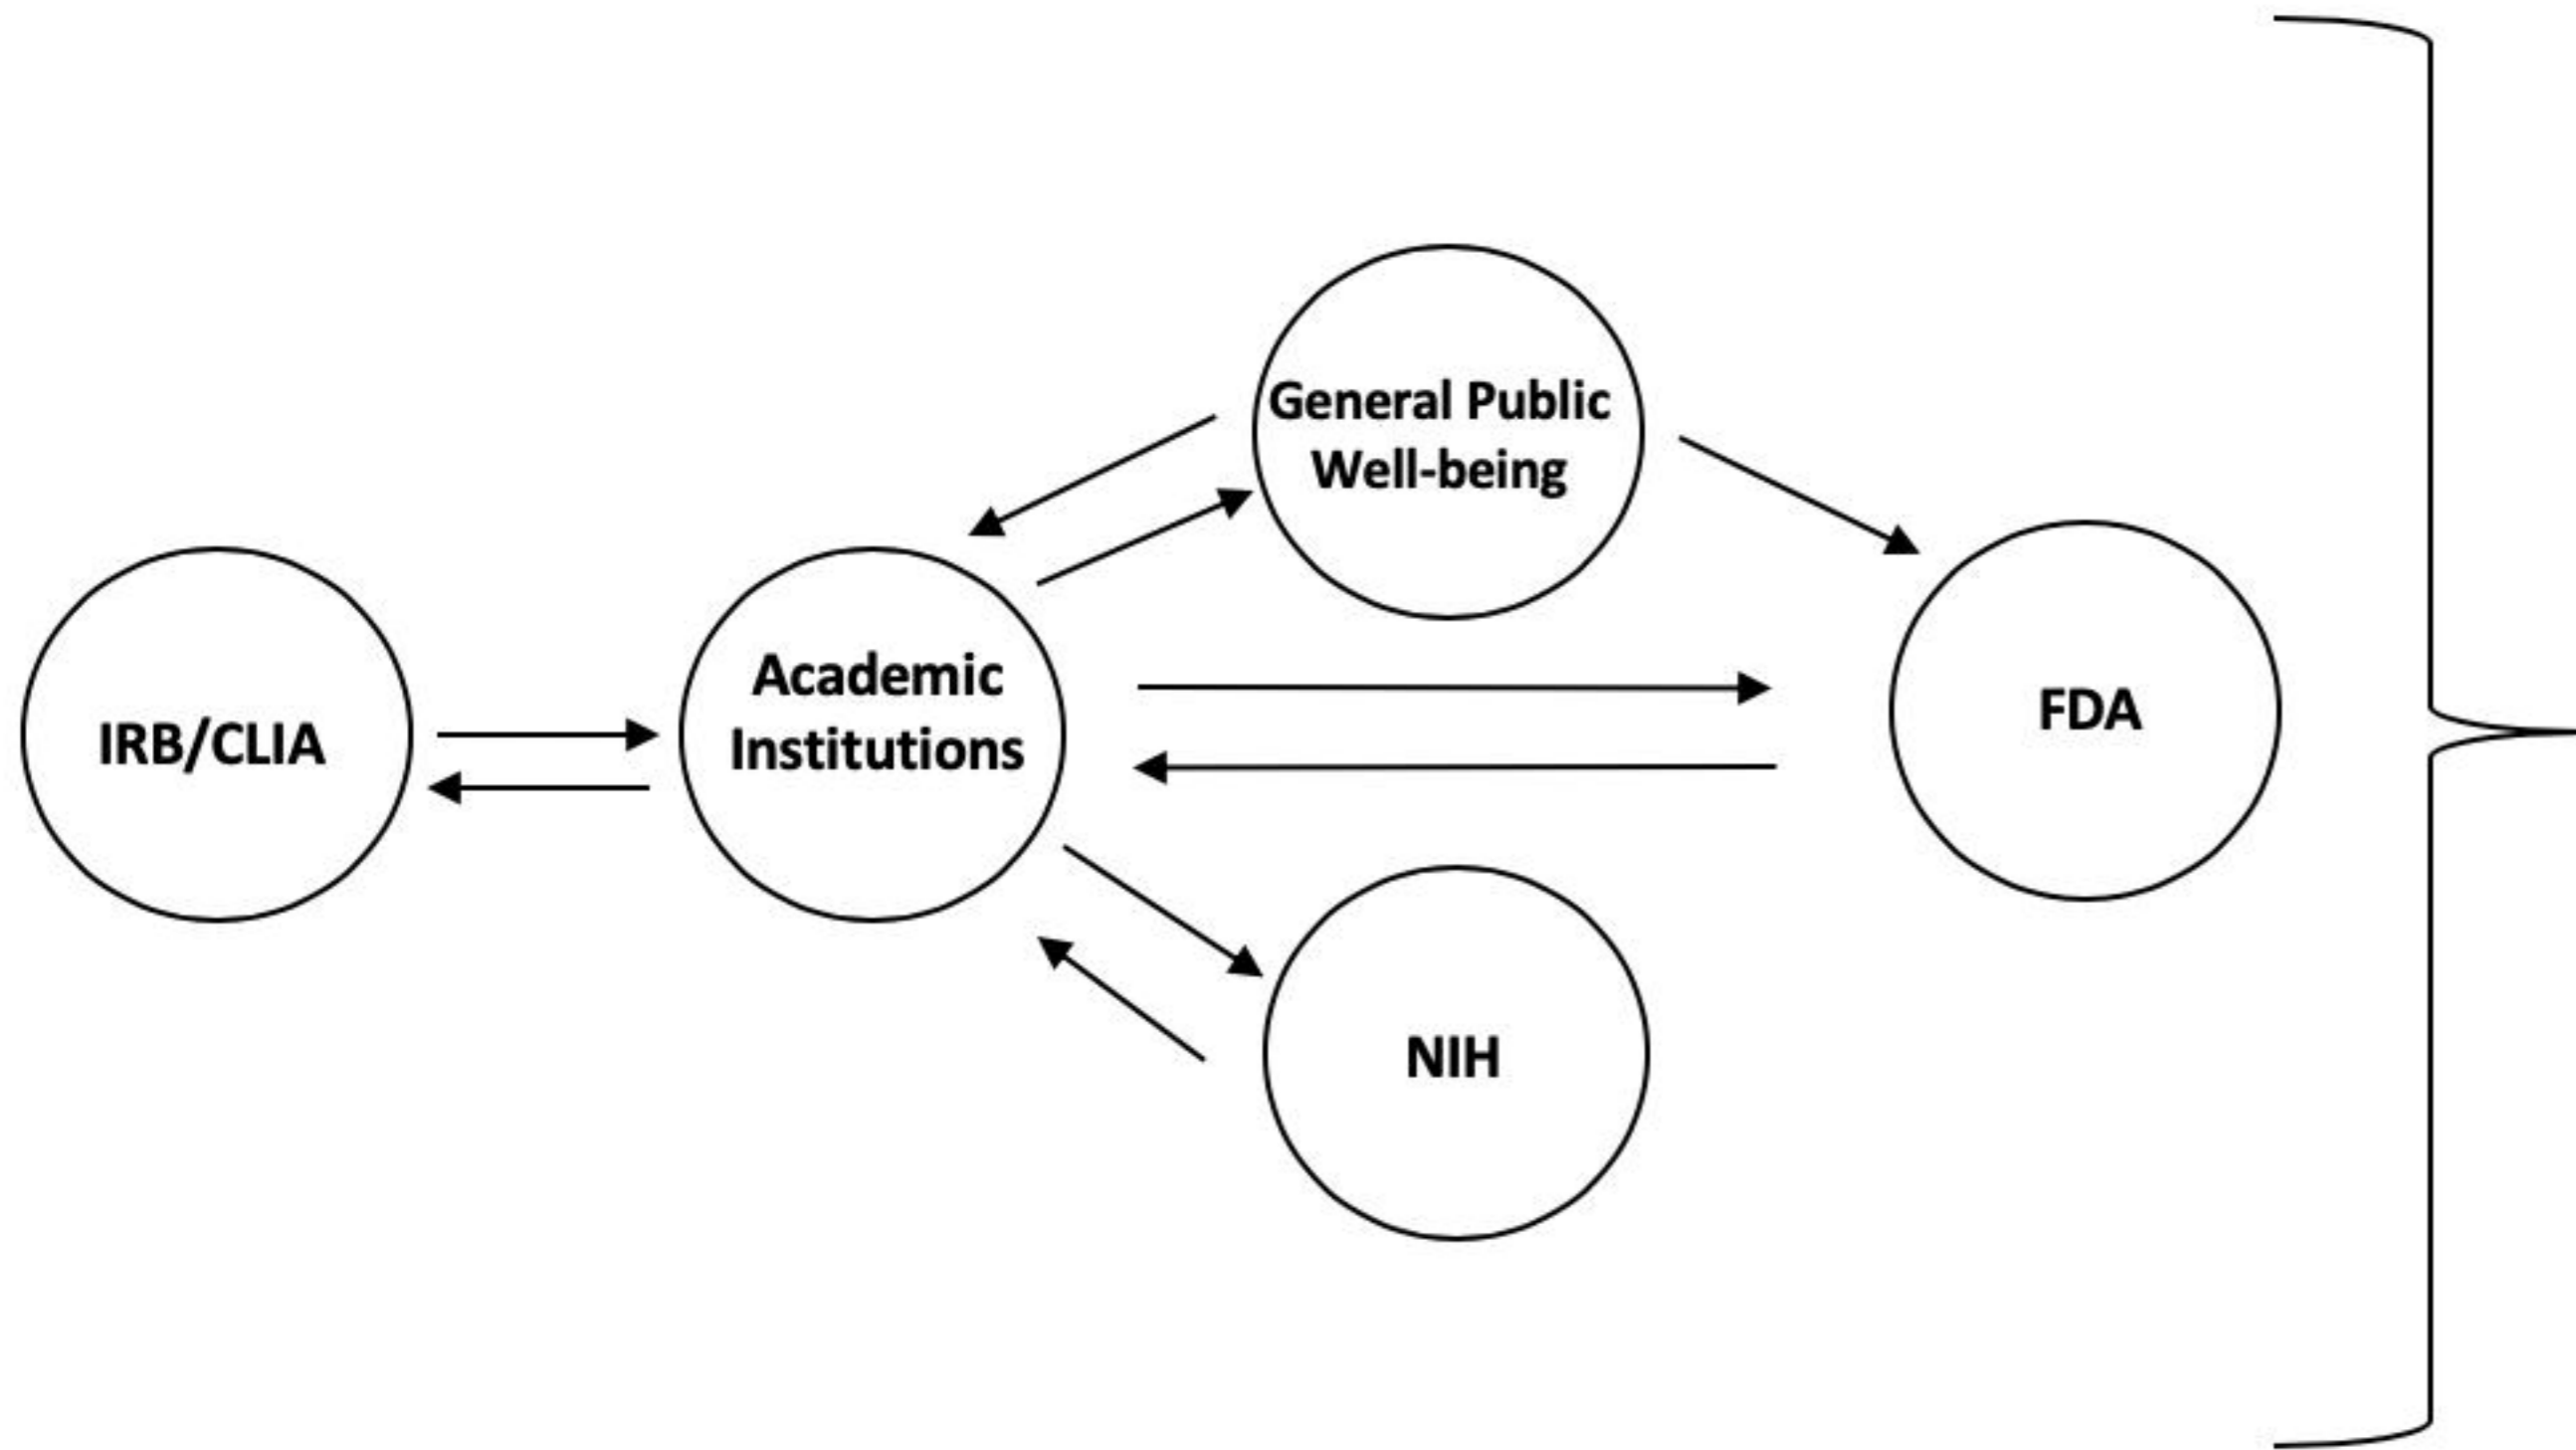 General Public
Well-being
IRB/CLIA
Academic
Institutions
FDA
NIH